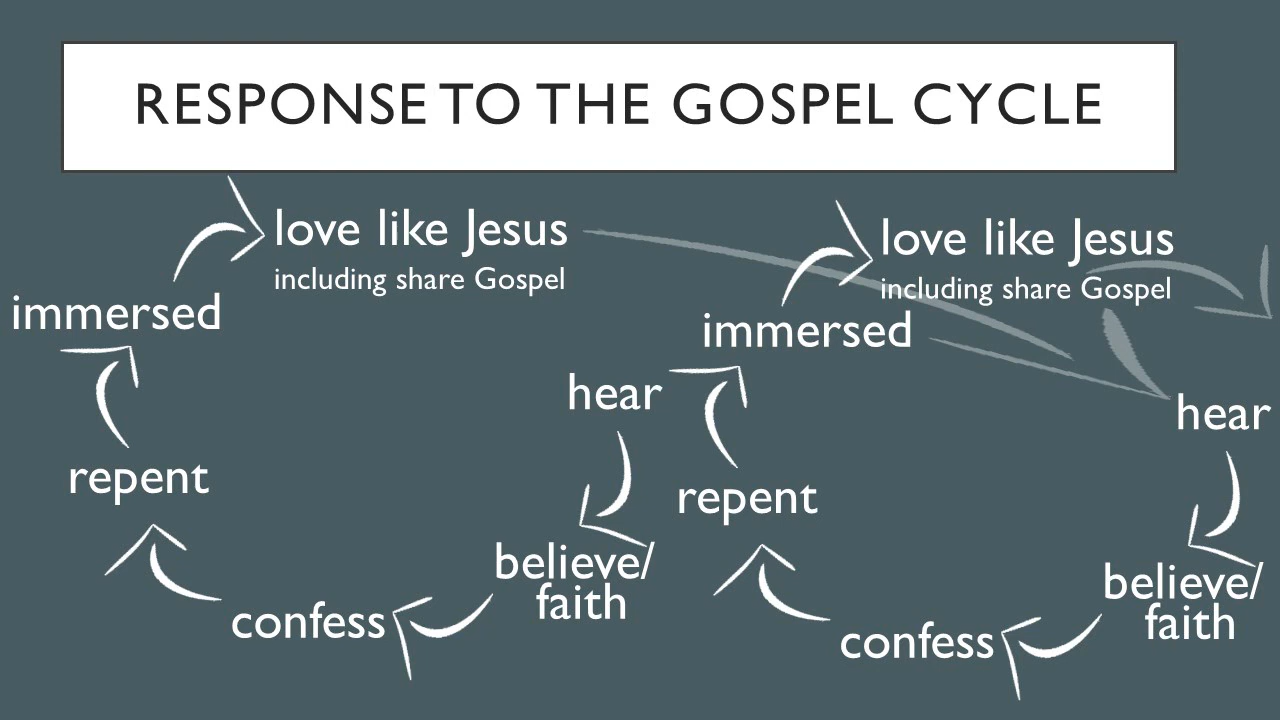 RESPONSE TO THE GOSPEL CYCLE
love like Jesus
including share Gospel
immersed
repent
confess
believe/
faith
hear
love like Jesus
including share Gospel
immersed
repent
confess
believe/
faith
hear